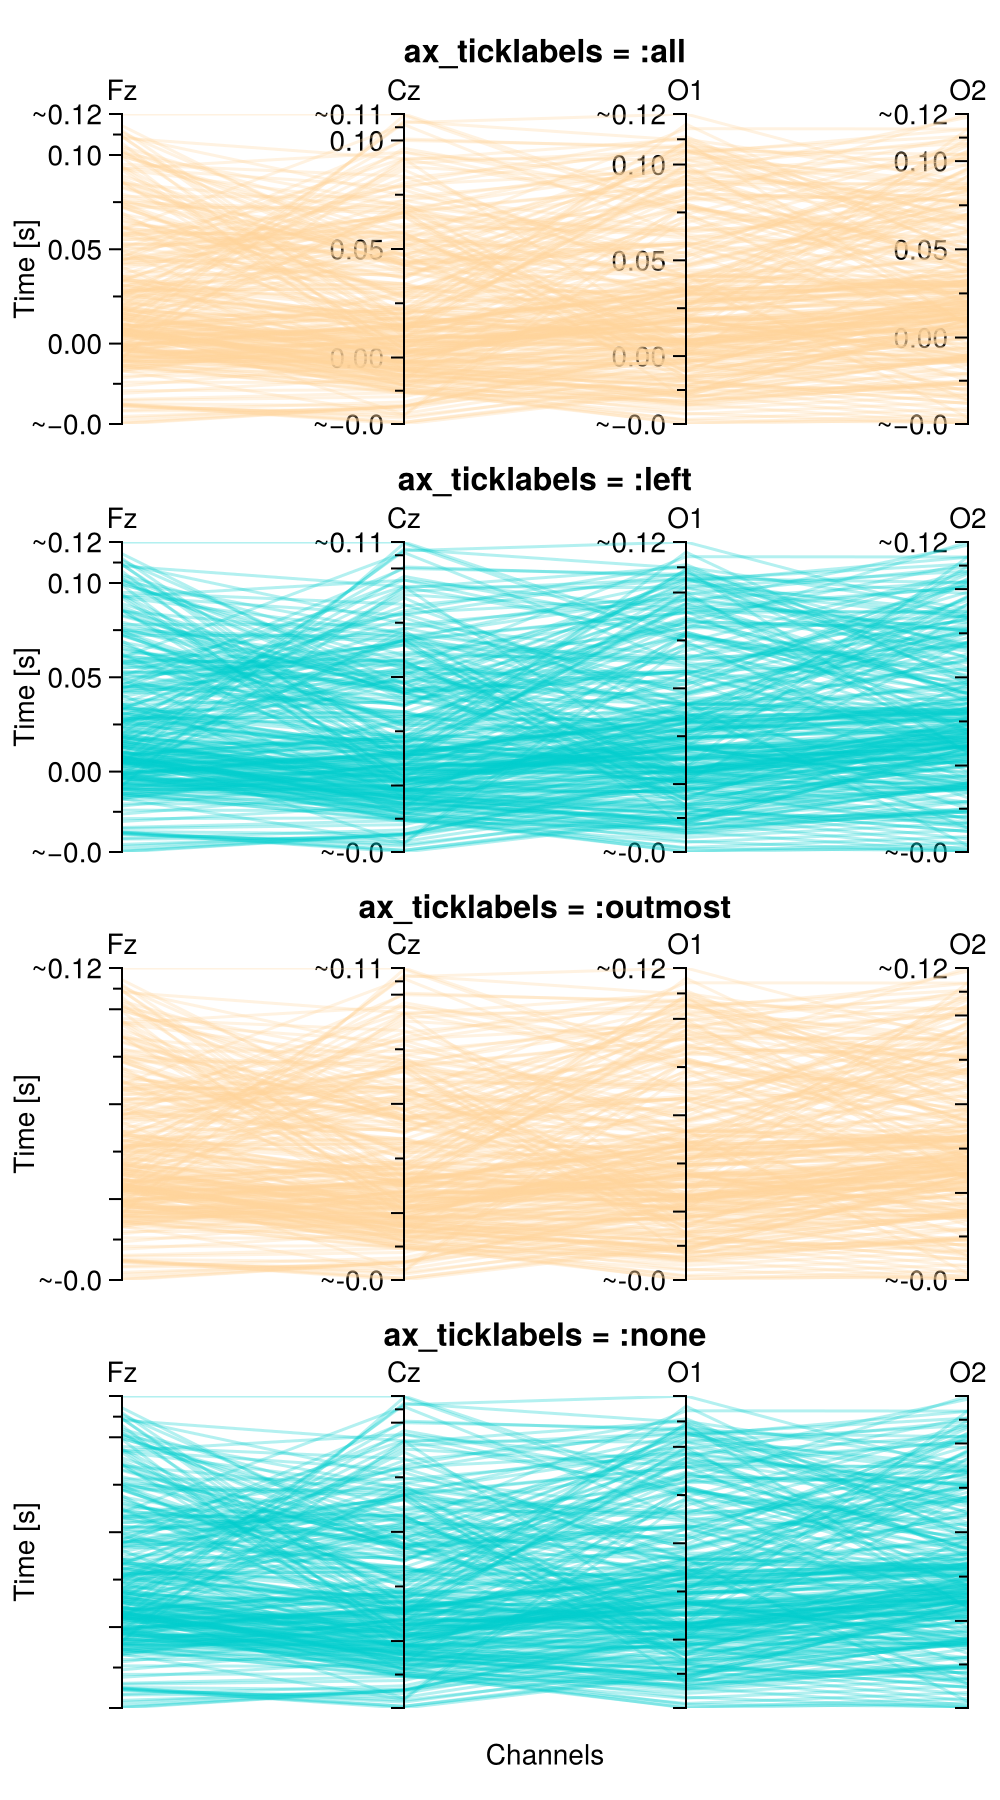 ax_ticklabels = :all
Fz Cz O1 O2
~0.12 ~0.11 ~0.12 ~0.12
0.10 0.10 0.10 0.10
0.05 0.05 0.05 0.05
0.00 0.00 0.00 0.00
~−0.0 ~−0.0 ~−0.0 ~−0.0
Time [s]
ax_ticklabels = :left
Fz Cz O1 O2
~0.12 ~0.11 ~0.12 ~0.12
0.10
0.05
0.00
~−0.0 ~-0.0 ~-0.0 ~-0.0
Time [s]
ax_ticklabels = :outmost
Fz Cz O1 O2
~0.12 ~0.11 ~0.12 ~0.12
~-0.0 ~-0.0 ~-0.0 ~-0.0
Time [s]
ax_ticklabels = :none
Fz Cz O1 O2
Time [s]
Channels